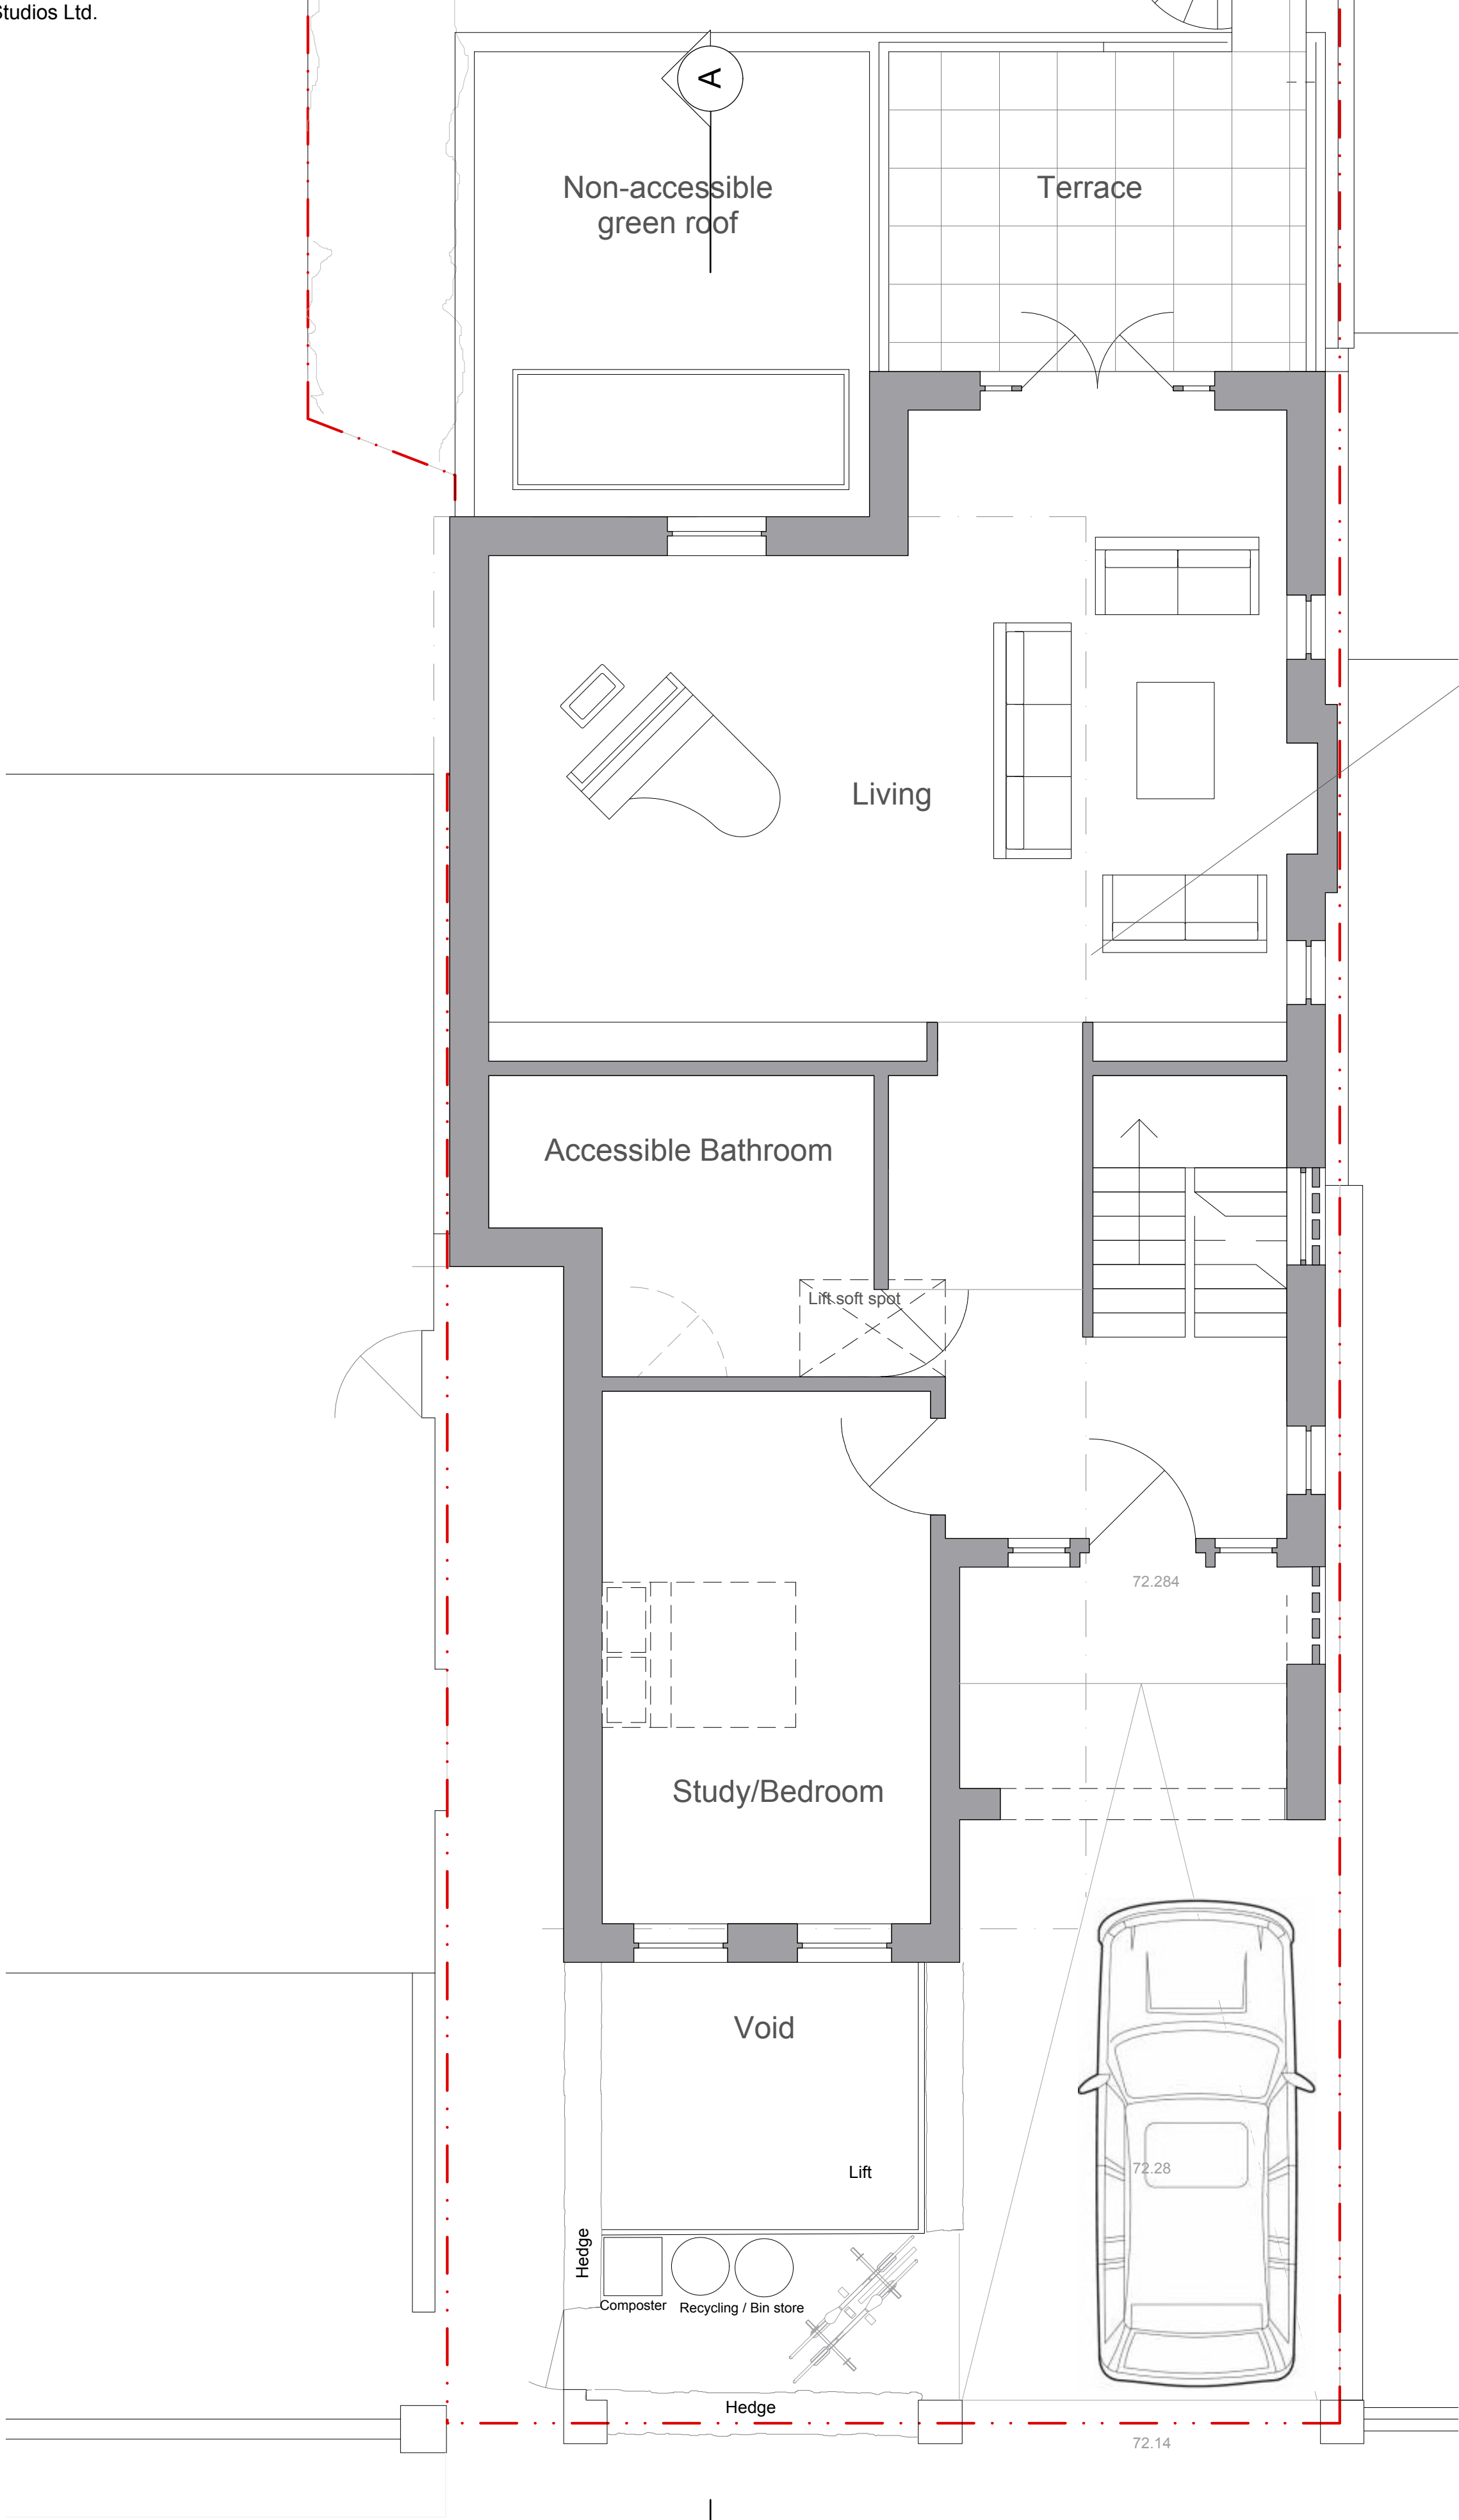 Studios Ltd.
A
Non-accessible
green roof
Terrace
Living
Accessible Bathroom
Lift soft spot
72.284
Study/Bedroom
Void
Lift
72.28
Hedge
Composter
Recycling / Bin store
Hedge
72.14